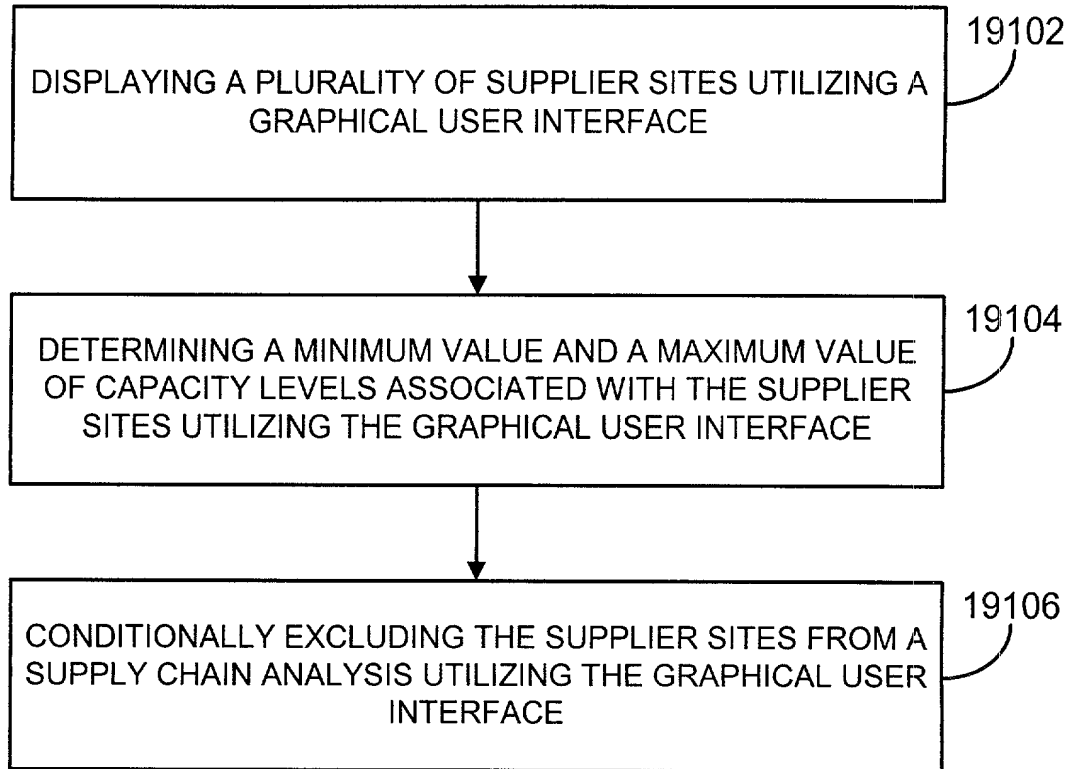 19102
DISPLAYING A PLURALITY OF SUPPLIER SITES UTILIZING A
GRAPHICAL USER INTERFACE
19104
DETERMINING A MINIMUM VALUE AND A MAXIMUM VALUE
OF CAPACITY LEVELS ASSOCIATED WITH THE SUPPLIER
SITES UTILIZING THE GRAPHICAL USER INTERFACE
19106
CONDITIONALLY EXCLUDING THE SUPPLIER SITES FROM A
SUPPLY CHAIN ANALYSIS UTILIZING THE GRAPHICAL USER
INTERFACE